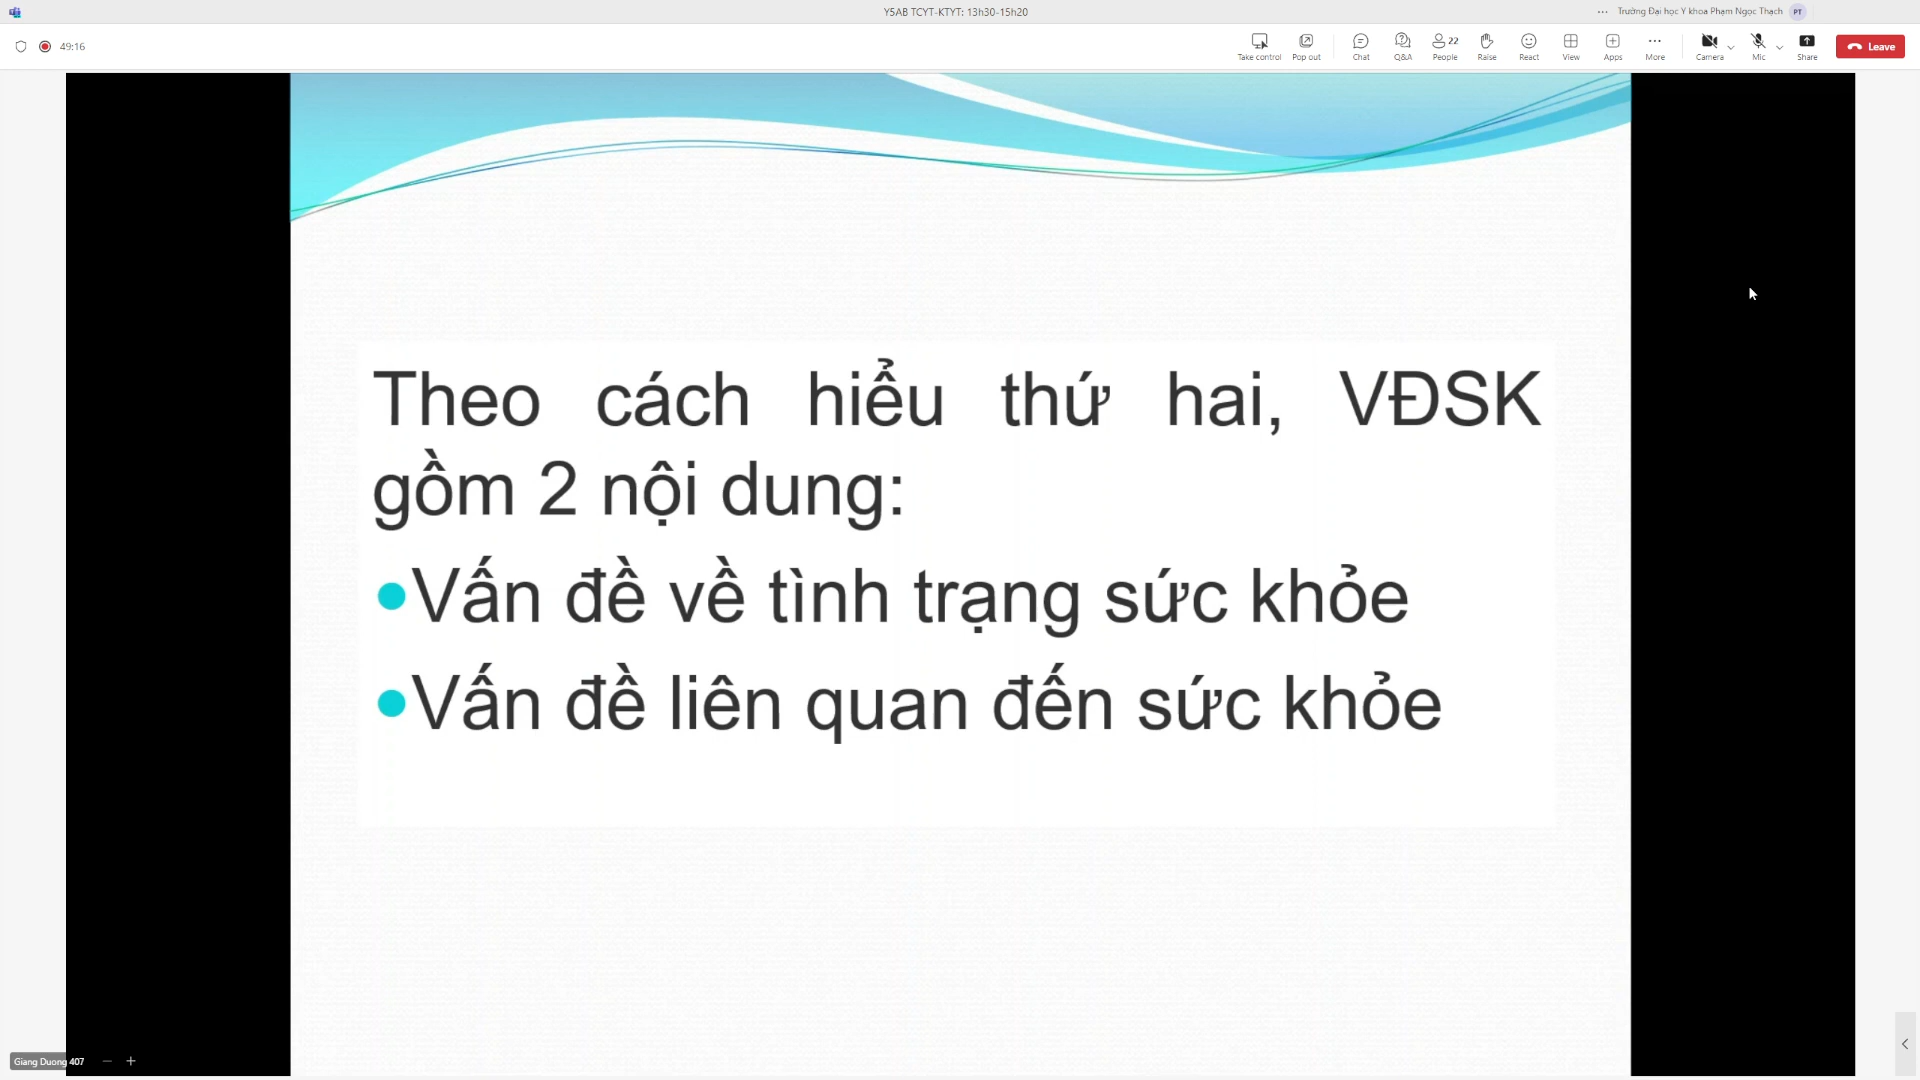 Y5AB TCYT-KTYT: 13h30-15h20
Trường Đại học Y khoa Phạm Ngọc Thạch PT
49:16
Take control
Pop out
Chat
Q&A
22
People
Raise
React
View
Apps
More
Camera
Mic
Share
Leave
Theo cách hiểu thứ hai, VĐSK
gồm 2 nội dung:
•Vấn đề về tình trạng sức khỏe
•Vấn đề liên quan đến sức khỏe
Giang Duong 407